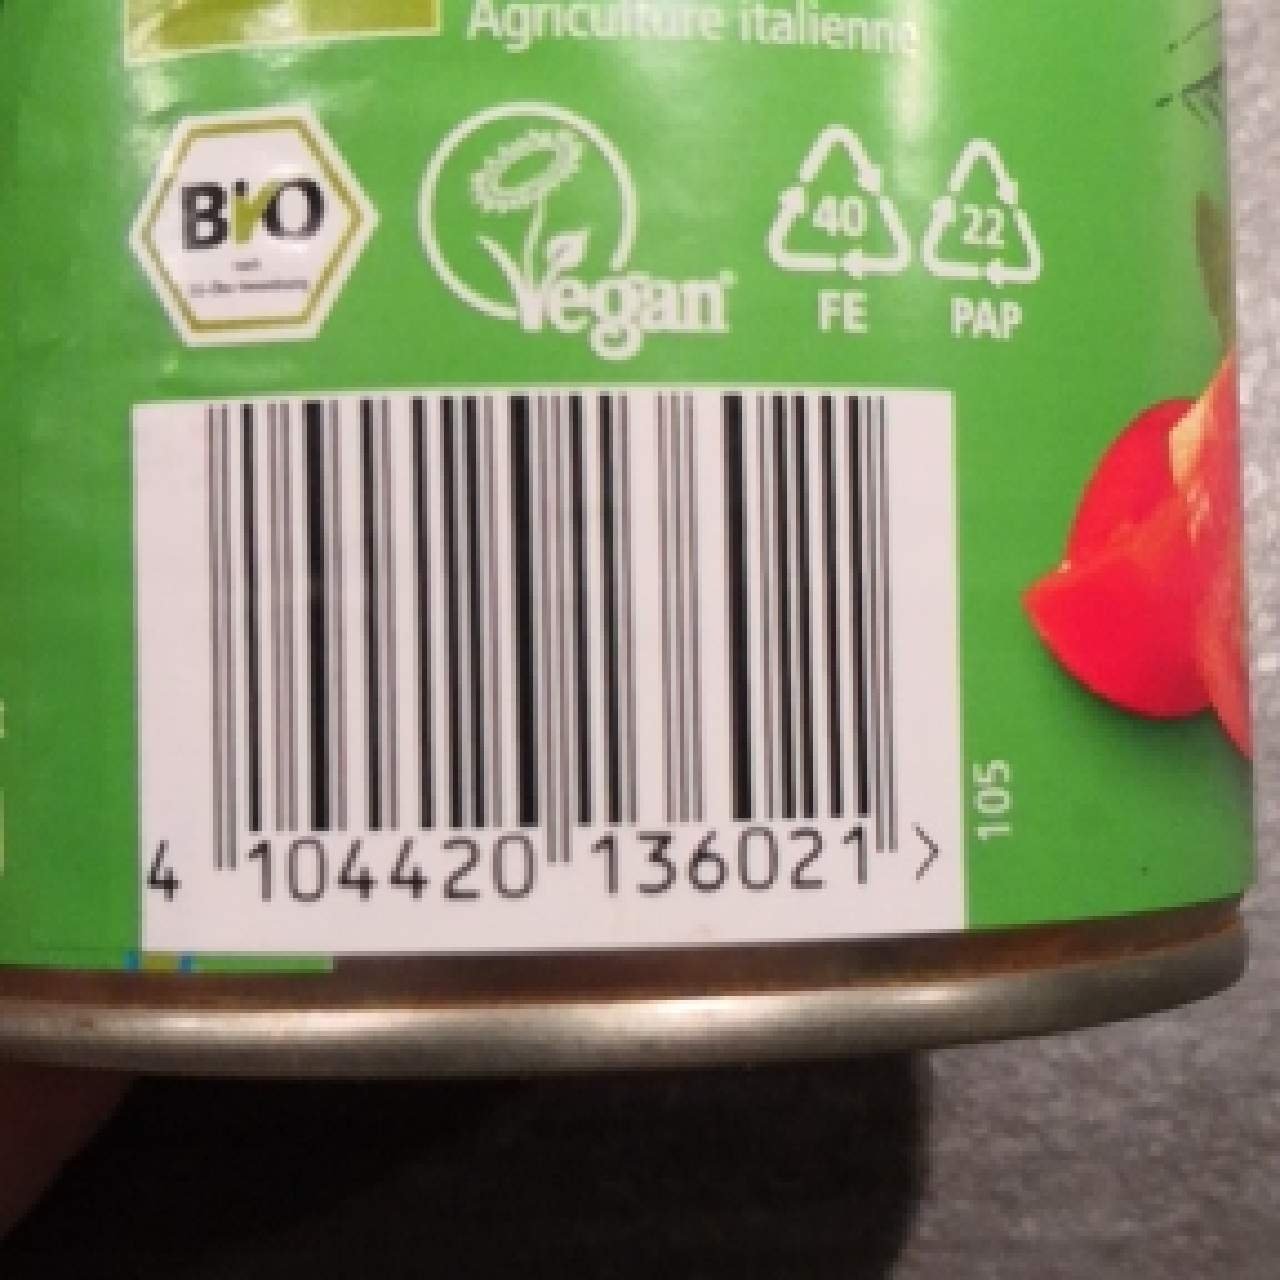 Agriculture italienne
BIO
Vegan
40
FE
22
PAP
4 104420 136021 >
105